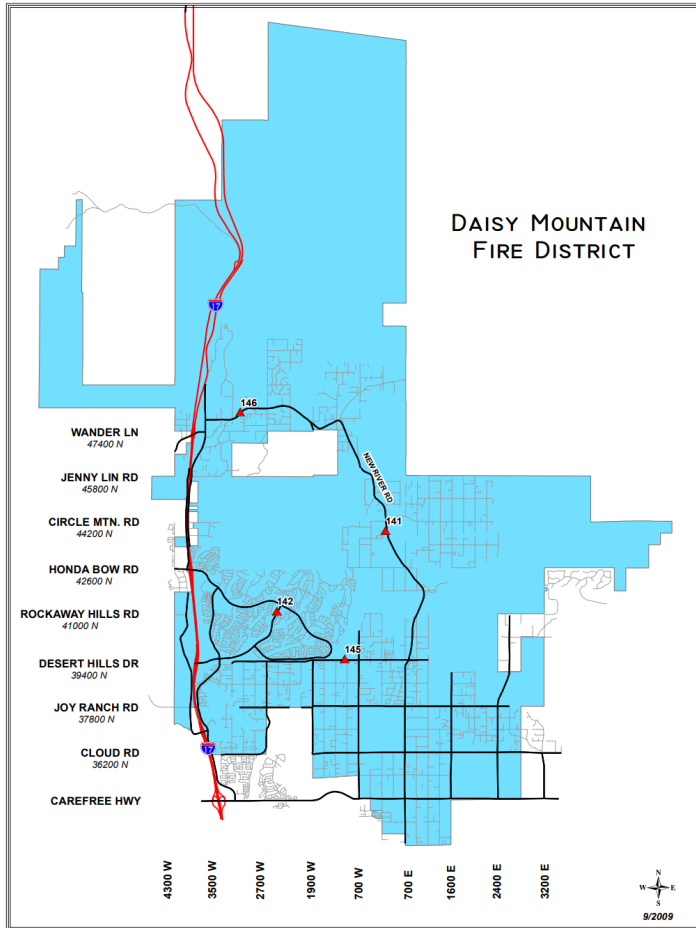 DAISY MOUNTAIN
FIRE DISTRICT
17
146
WANDER LN
47400 N
NEW RIVER RD
JENNY LIN RD
45800 N
141
CIRCLE MTN. RD
44200 N
HONDA BOW RD
42600 N
142
ROCKAWAY HILLS RD
41000 N
145
DESERT HILLS DR
39400 N
JOY RANCH RD
37800 N
17
CLOUD RD
36200 N
CAREFREE HWY
4300 W
3500 W
2700 W
1900 W
700 W
700 E
1600 E
2400 E
3200 E
N
W E
S
9/2009